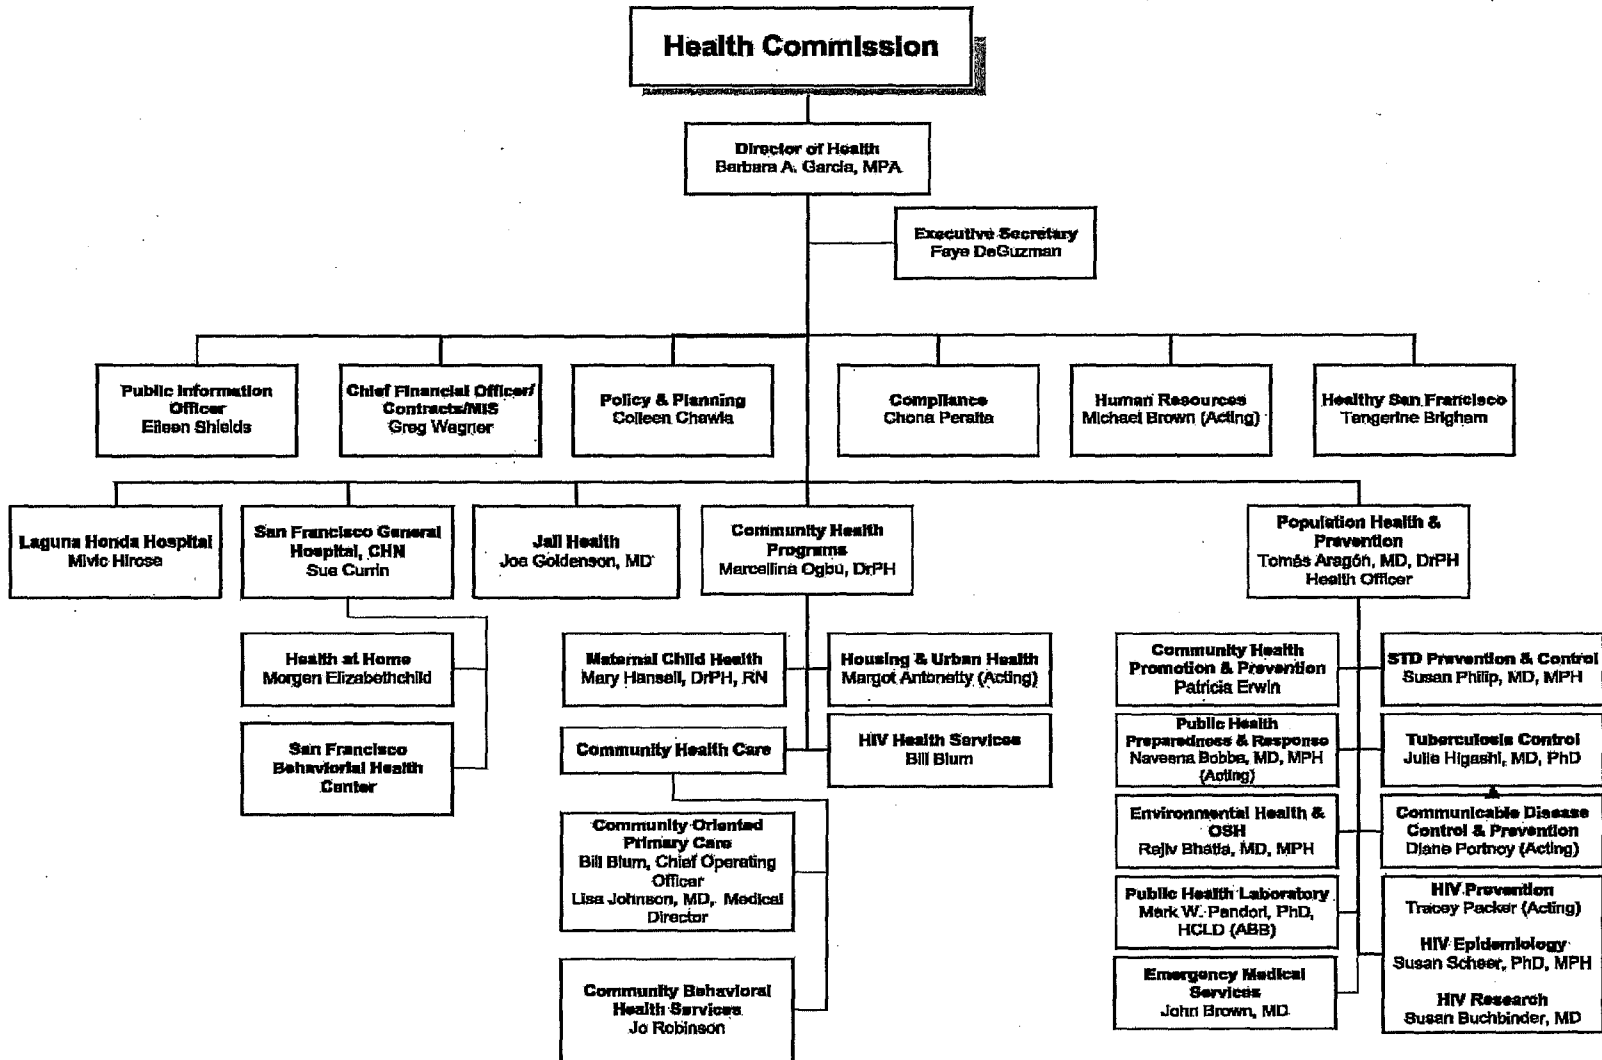 Health Commission
Director of Health
Barbara A. Garcia, MPA
Executive Secretary
Faye DeGuzman
Public Information
Officer
Eileen Shields
Chief Financial Officer/
Contracts/MIS
Greg Wagner
Policy & Planning
Colleen Chawla
Compliance
Chona Peralta
Human Resources
Michael Brown (Acting)
Healthy San Francisco
Tangerine Brigham
Laguna Honda Hospital
Mivic Hirose
San Francisco General
Hospital, CHN
Sue Currin
Jail Health
Joe Goldenson, MD
Community Health
Programs
Marcellina Ogbu, DrPH
Population Health &
Prevention
Tomás Aragón, MD, DrPH
Health Officer
Health at Home
Morgen Elizabethchild
San Francisco
Behaviorial Health
Center
Maternal Child Health
Mary Hansell, DrPH, RN
Housing & Urban Health
Margot Antonetty (Acting)
Community Health Care
HIV Health Services
Bill Blum
Community Oriented
Primary Care
Bill Blum, Chief Operating
Officer
Lisa Johnson, MD, Medical
Director
Community Behavioral
Health Services
Jo Robinson
Community Health
Promotion & Prevention
Patricia Erwin
STD Prevention & Control
Susan Philip, MD, MPH
Public Health
Preparedness & Response
Naveena Bobba, MD, MPH
(Acting)
Tuberculosis Control
Julie Higashi, MD, PhD
Environmental Health &
OSH
Rajiv Bhatia, MD, MPH
Communicable Disease
Control & Prevention
Diane Portnoy (Acting)
Public Health Laboratory
Mark W. Pandori, PhD,
HCLD (ABB)
HIV Prevention
Tracey Packer (Acting)
HIV Epidemiology
Susan Scheer, PhD, MPH
HIV Research
Susan Buchbinder, MD
Emergency Medical
Services
John Brown, MD